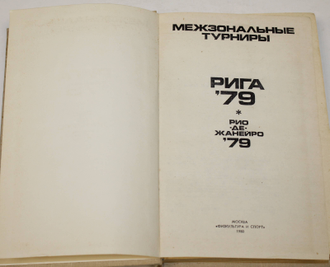 МЕЖЗОНАЛЬНЫЕ
ТУРНИРЫ
РИГА
'79
*
РИО
·ДЕ·
ЖАНЕЙРО
'79
МОСКВА
«ФИЗКУЛЬТУРА И СПОРТ»